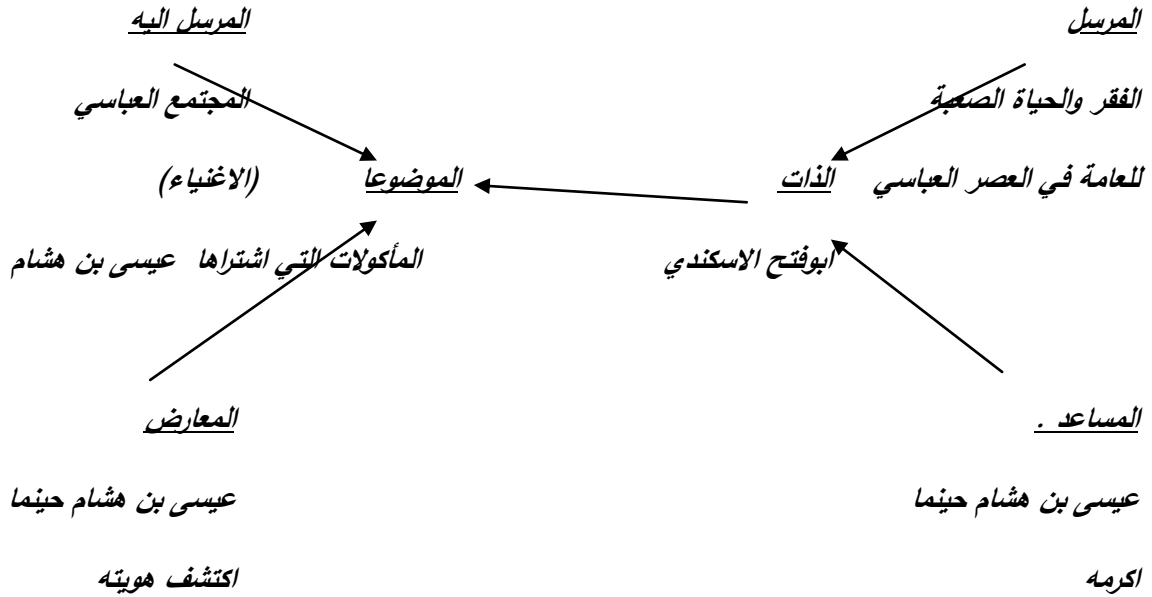 المرسل المرسل اليه
الفقر والحياة الصعبة المجتمع العباسي
للعامة في العصر العباسي الذات الموضوعا (الاغنياء)
ابوفتح الاسكندي المأكولات التي اشتراها عيسى بن هشام
المساعد . المعارض
عيسى بن هشام حينما عيسى بن هشام حينما
اكرمه اكتشف هويته